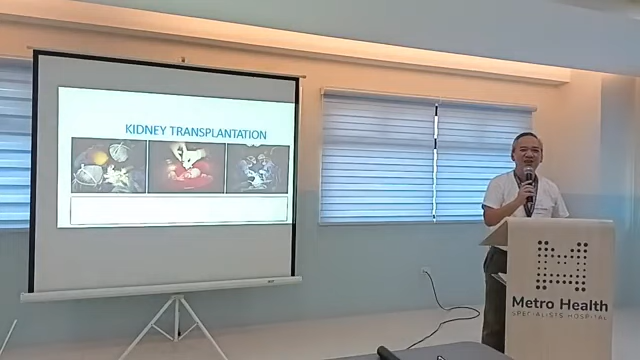 KIDNEY TRANSPLANTATION
Metro Health
SPECIALISTS HOSPITAL